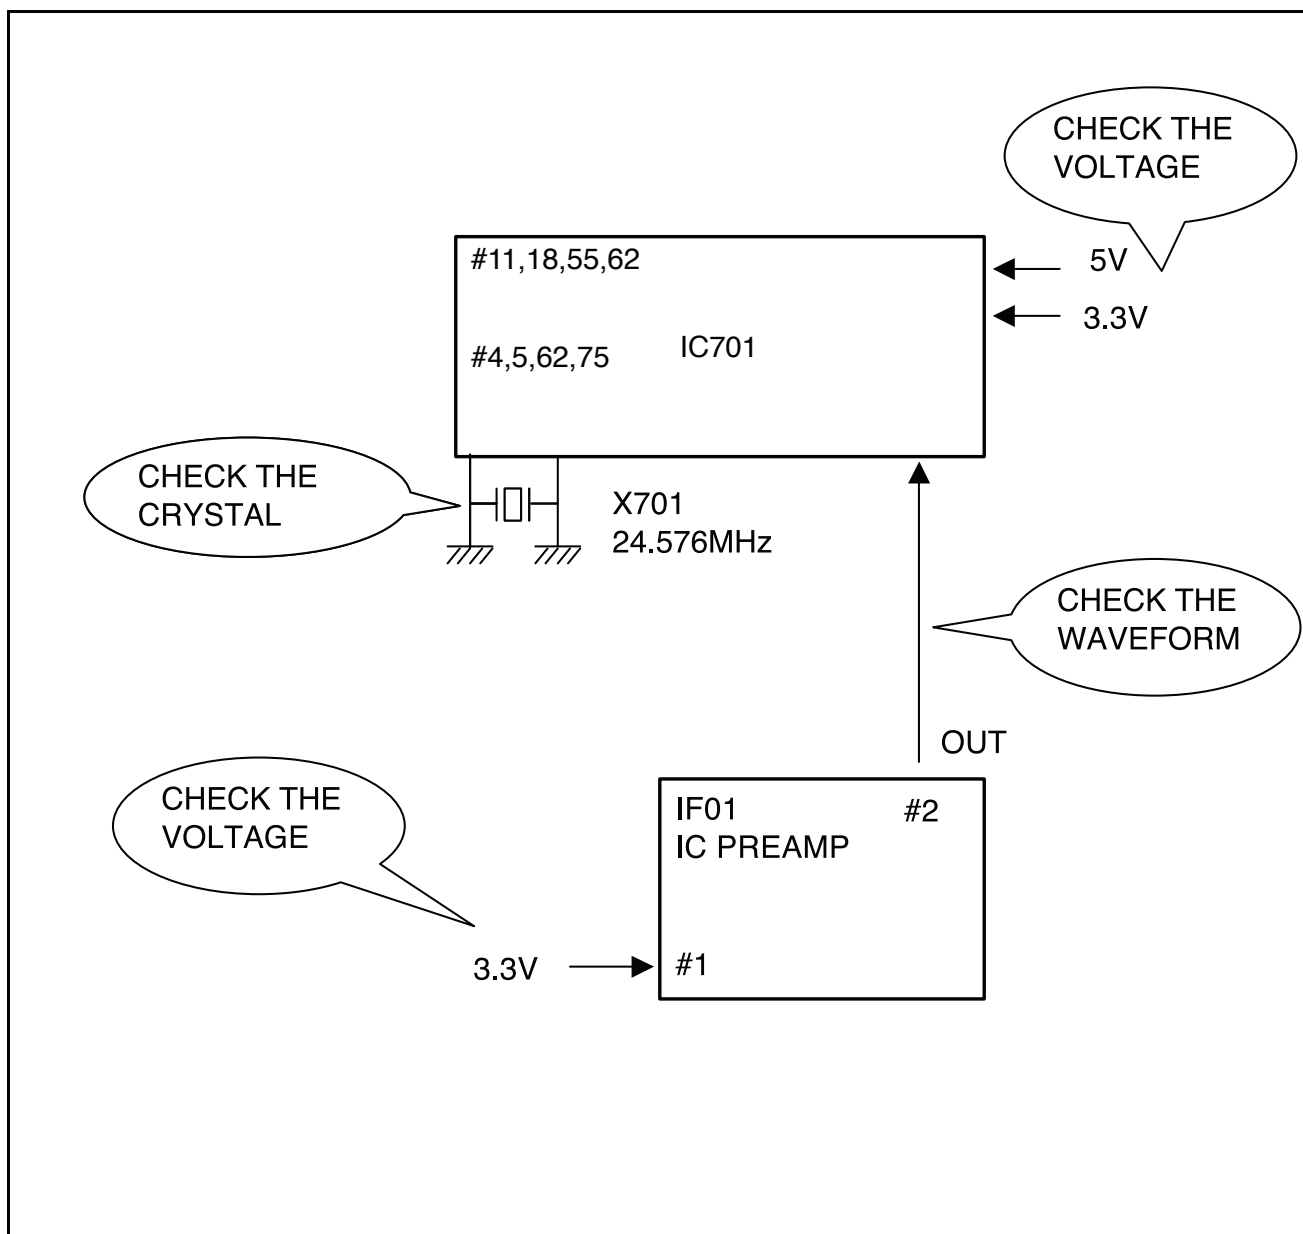 CHECK THE
VOLTAGE
#11,18,55,62
5V
3.3V
#4,5,62,75
IC701
CHECK THE
CRYSTAL
X701
24.576MHz
CHECK THE
WAVEFORM
OUT
CHECK THE
VOLTAGE
IF01
#2
IC PREAMP
3.3V
#1